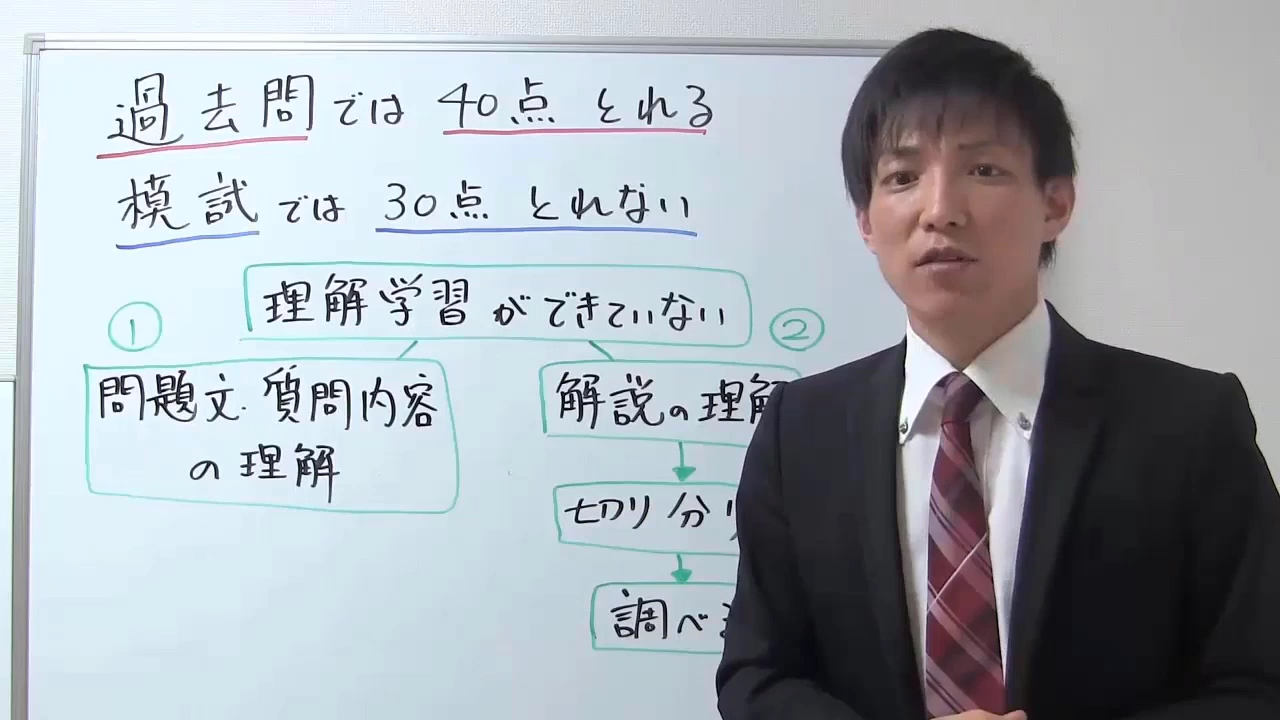 過去問では 40点 とれる
模試では 30点 とれない
理解学習ができていない
①
②
問題文・質問内容
の理解
解説の理解
切り分
調べ